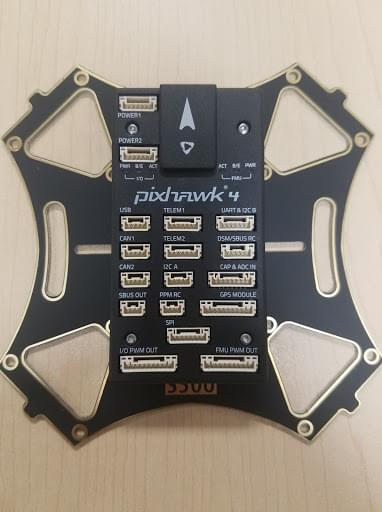 POWER1
POWER2
PWR B/E ACT
I/O
ACT B/E PWR
FMU
pixhawk® 4
USB TELEM1 UART & I2C B
CAN1 TELEM2 DSM/SBUS RC
CAN2 I2C A CAP & ADC IN
SBUS OUT PPM RC GPS MODULE
SPI
I/O PWM OUT FMU PWM OUT